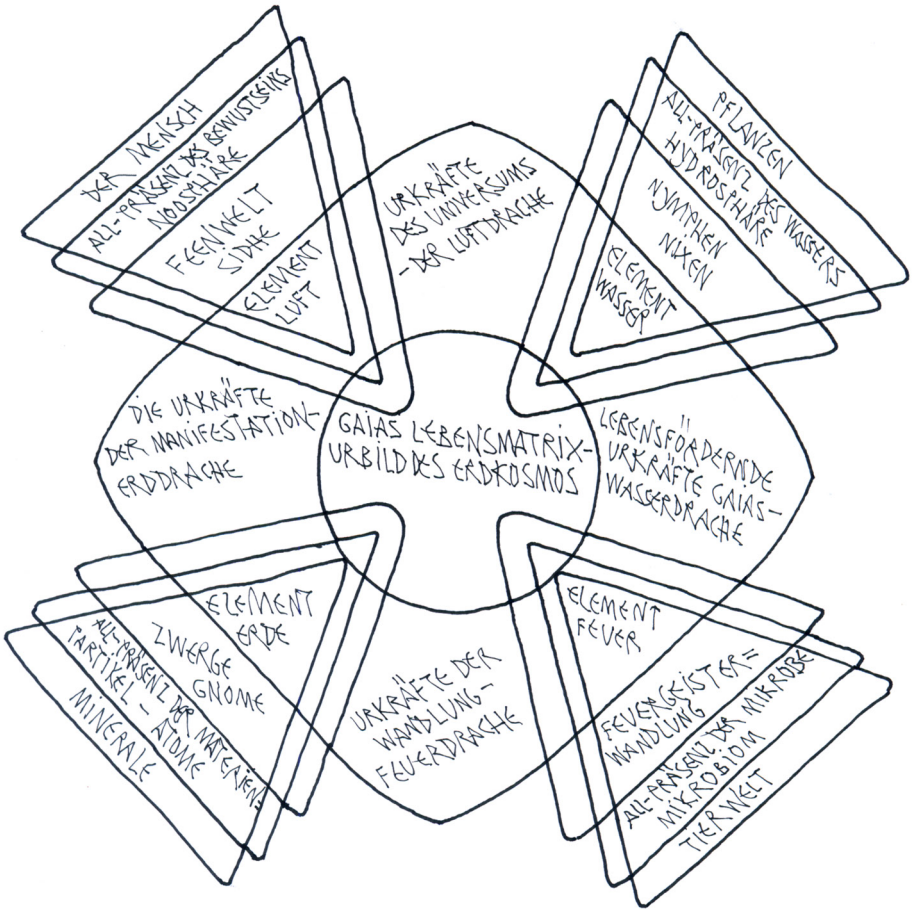 DER MENSCH
ALL-PRÄSENZ DES BEWUSTSEINS
NOOSPHÄRE
FEENWELT
SIDHE
ELEMENT
LUFT
URKRÄFTE
DES UNIVERSUMS
-DER LUFTDRACHE
PFLANZEN
ALL-PRÄSENZ DES WASSERS
HYDROSPHÄRE
NYMPHEN
NIXEN
ELEMENT
WASSER
DIE URKRÄFTE
DER MANIFESTATION-
ERDDRACHE
GAIAS LEBENSMATRIX-
URBILD DES ERDKOSMOS
LEBENSFÖRDERNDE
URKRÄFTE GAIAS-
WASSERDRACHE
ELEMENT
ERDE
ZWERGE
GNOME
ALL-PRÄSENZ DER MATERIEN=
PARTIKEL - ATOME
MINERALE
URKRÄFTE DER
WANDLUNG-
FEUERDRACHE
ELEMENT
FEUER
FEUERGEISTER=
WANDLUNG
ALL-PRÄSENZ DER MIKROBE
MIKROBIOM
TIERWELT